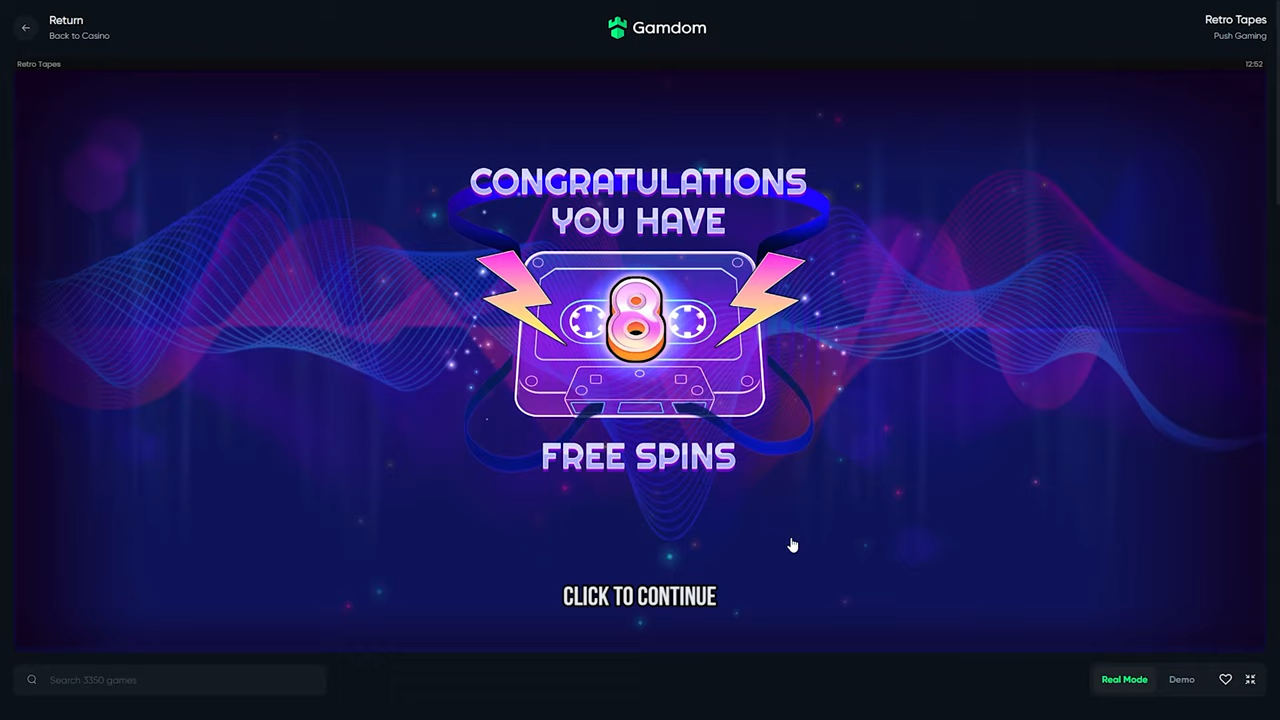 Return
Back to Casino
Gamdom
Retro Tapes
Push Gaming
Retro Tapes
12:52
CONGRATULATIONS
YOU HAVE
8
FREE SPINS
CLICK TO CONTINUE
Search 3350 games
Real Mode
Demo